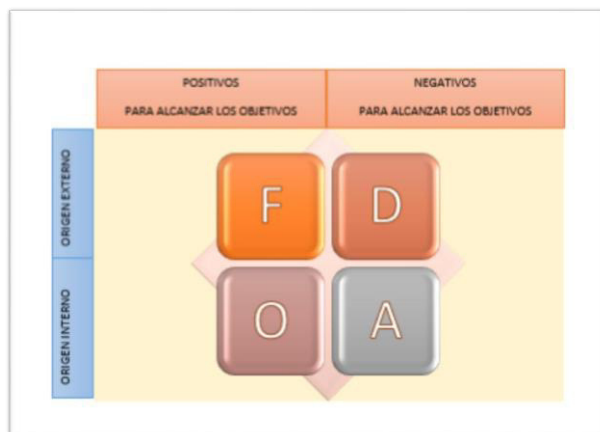 POSITIVOS
PARA ALCANZAR LOS OBJETIVOS
NEGATIVOS
PARA ALCANZAR LOS OBJETIVOS
ORIGEN EXTERNO
F
D
ORIGEN INTERNO
O
A